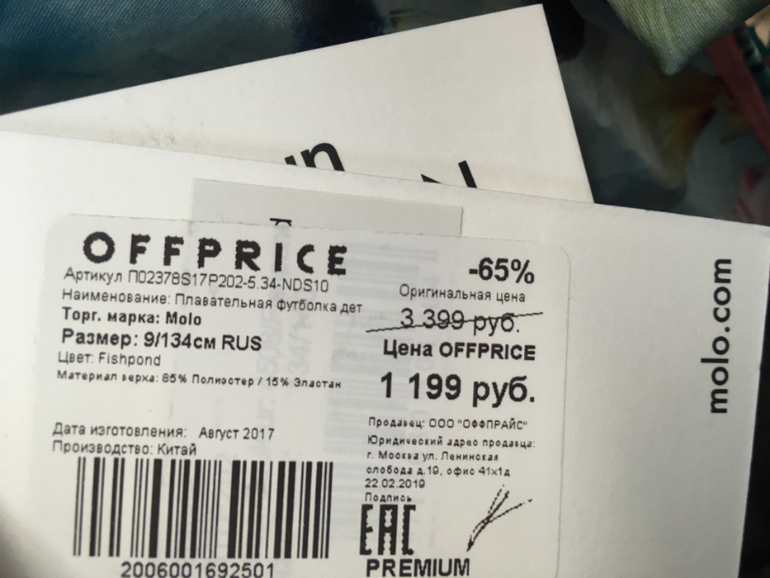 OFFPRICE
Артикул П02378S17P202-5.34-NDS10
Наименование: Плавательная футболка дет
Торг. марка: Molo
Размер: 9/134см RUS
Цвет: Fishpond
Материал верха: 85% Полиэстер / 15% Эластан
Дата изготовления: Август 2017
Производство: Китай
2006001692501
-65%
Оригинальная цена
3 399 руб.
Цена OFFPRICE
1 199 руб.
Продавец: ООО "ОФФПРАЙС"
Юридический адрес продавца:
г. Москва ул. Ленинская
слобода д.19, офис 41х1д
22.02.2019
Подпись
EAC
PREMIUM
molo.com